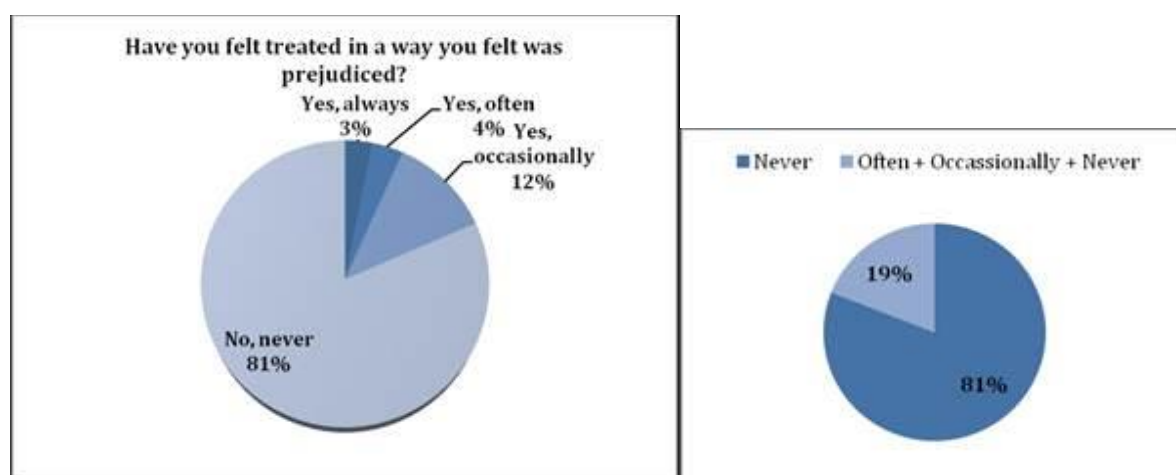 Have you felt treated in a way you felt was
prejudiced?
Yes, always
3%
Yes, often
4%
Yes,
occasionally
12%
No, never
81%
Never
Often + Occassionally + Never
19%
81%